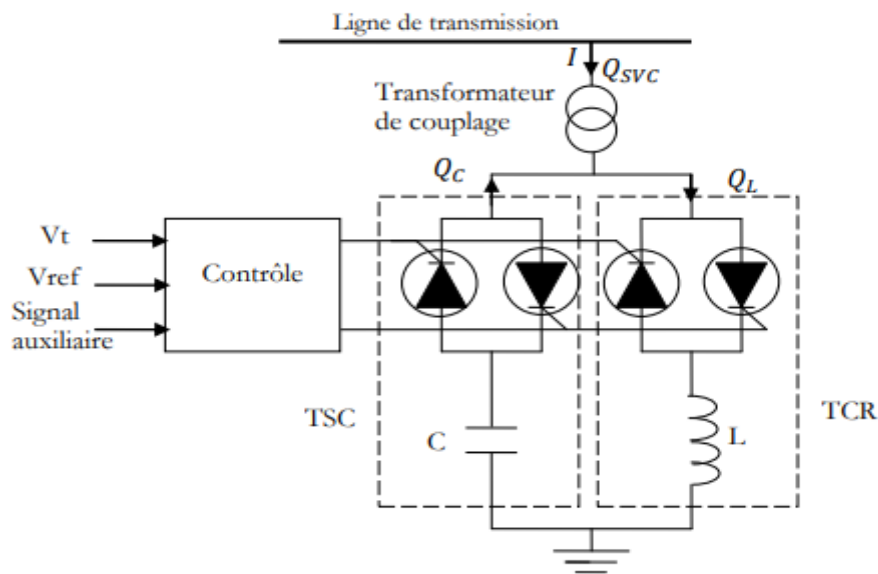 Ligne de transmission
I
Q_SVC
Transformateur
de couplage
Q_C
Q_L
Vt
Vref
Signal
auxiliaire
Contrôle
TSC
C
L
TCR